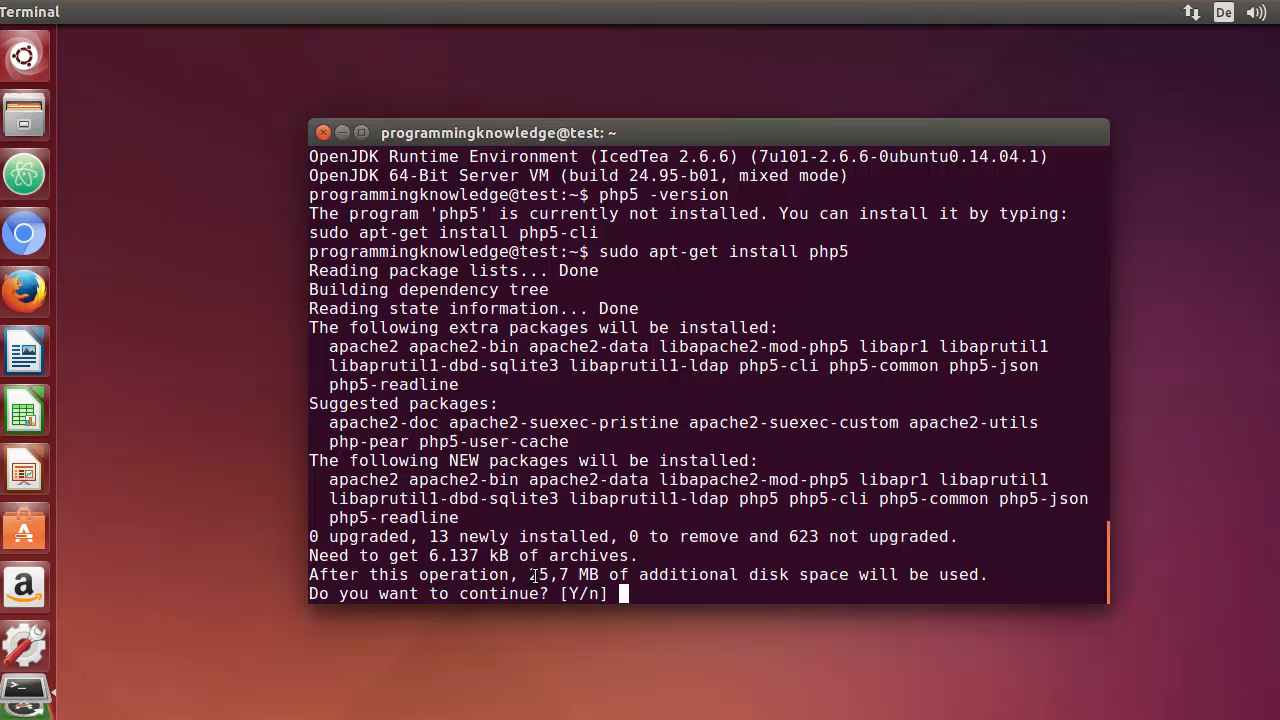 Terminal
De
programmingknowledge@test: ~
OpenJDK Runtime Environment (IcedTea 2.6.6) (7u101-2.6.6-0ubuntu0.14.04.1)
OpenJDK 64-Bit Server VM (build 24.95-b01, mixed mode)
programmingknowledge@test:~$ php5 -version
The program 'php5' is currently not installed. You can install it by typing:
sudo apt-get install php5-cli
programmingknowledge@test:~$ sudo apt-get install php5
Reading package lists... Done
Building dependency tree
Reading state information... Done
The following extra packages will be installed:
  apache2 apache2-bin apache2-data libapache2-mod-php5 libapr1 libaprutil1
  libaprutil1-dbd-sqlite3 libaprutil1-ldap php5-cli php5-common php5-json
  php5-readline
Suggested packages:
  apache2-doc apache2-suexec-pristine apache2-suexec-custom apache2-utils
  php-pear php5-user-cache
The following NEW packages will be installed:
  apache2 apache2-bin apache2-data libapache2-mod-php5 libapr1 libaprutil1
  libaprutil1-dbd-sqlite3 libaprutil1-ldap php5 php5-cli php5-common php5-json
  php5-readline
0 upgraded, 13 newly installed, 0 to remove and 623 not upgraded.
Need to get 6.137 kB of archives.
After this operation, 25,7 MB of additional disk space will be used.
Do you want to continue? [Y/n]